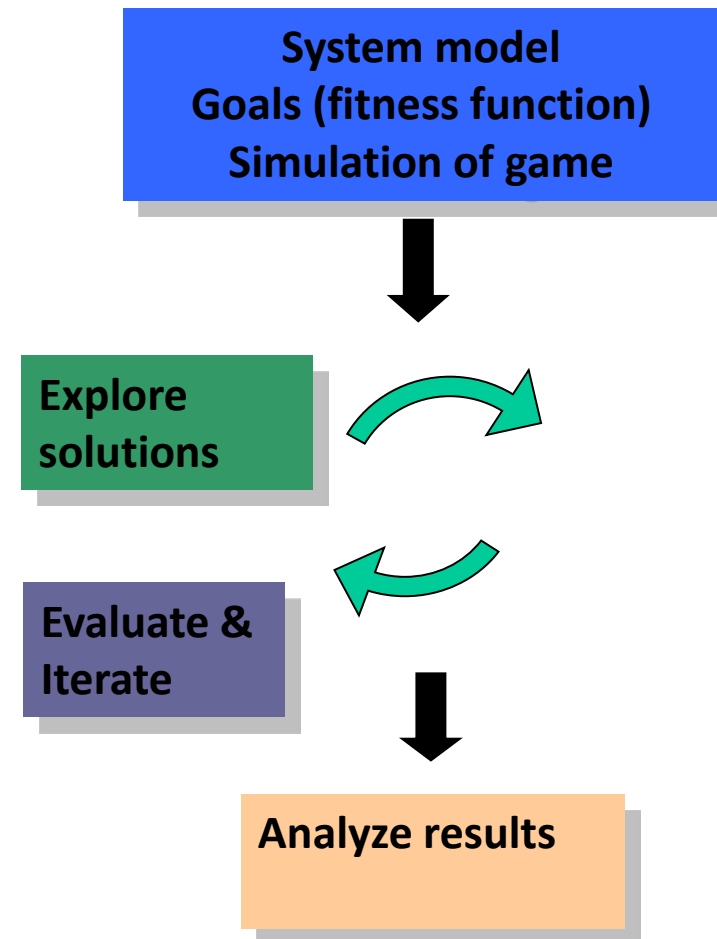 System model
Goals (fitness function)
Simulation of game
Explore
solutions
Evaluate &
Iterate
Analyze results